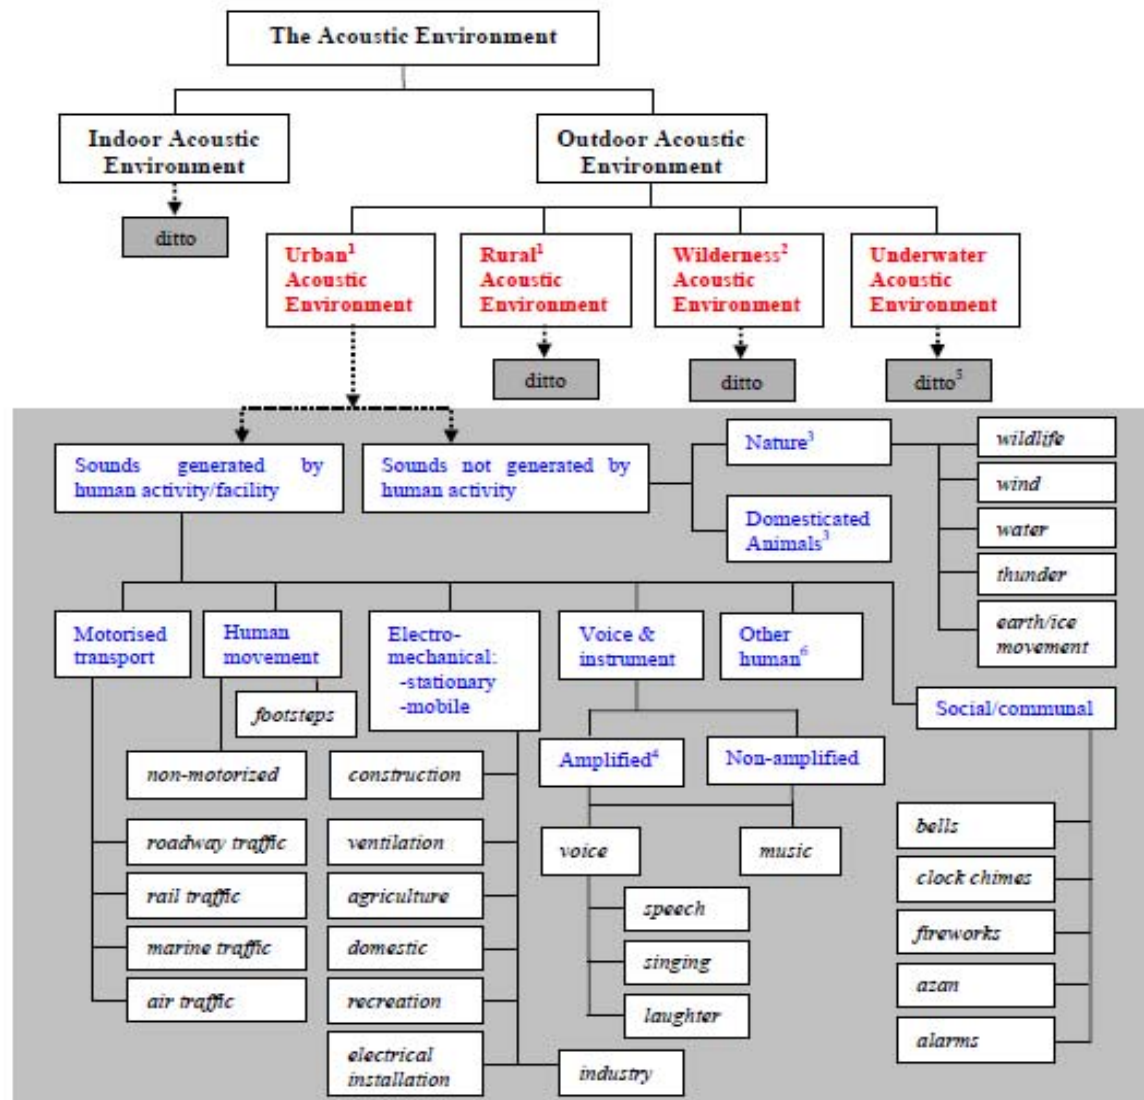 The Acoustic Environment
Indoor Acoustic
Environment
Outdoor Acoustic
Environment
ditto
Urban¹
Acoustic
Environment
Rural¹
Acoustic
Environment
Wilderness²
Acoustic
Environment
Underwater
Acoustic
Environment
ditto
ditto
ditto⁵
Sounds generated by
human activity/facility
Sounds not generated by
human activity
Nature³
Domesticated
Animals³
wildlife
wind
water
thunder
earth/ice
movement
Motorised
transport
Human
movement
Electro-
mechanical:
-stationary
-mobile
Voice &
instrument
Other
human⁶
Social/communal
footsteps
non-motorized
roadway traffic
rail traffic
marine traffic
air traffic
construction
ventilation
agriculture
domestic
recreation
electrical
installation
industry
Amplified⁴
Non-amplified
voice
music
speech
singing
laughter
bells
clock chimes
fireworks
azan
alarms